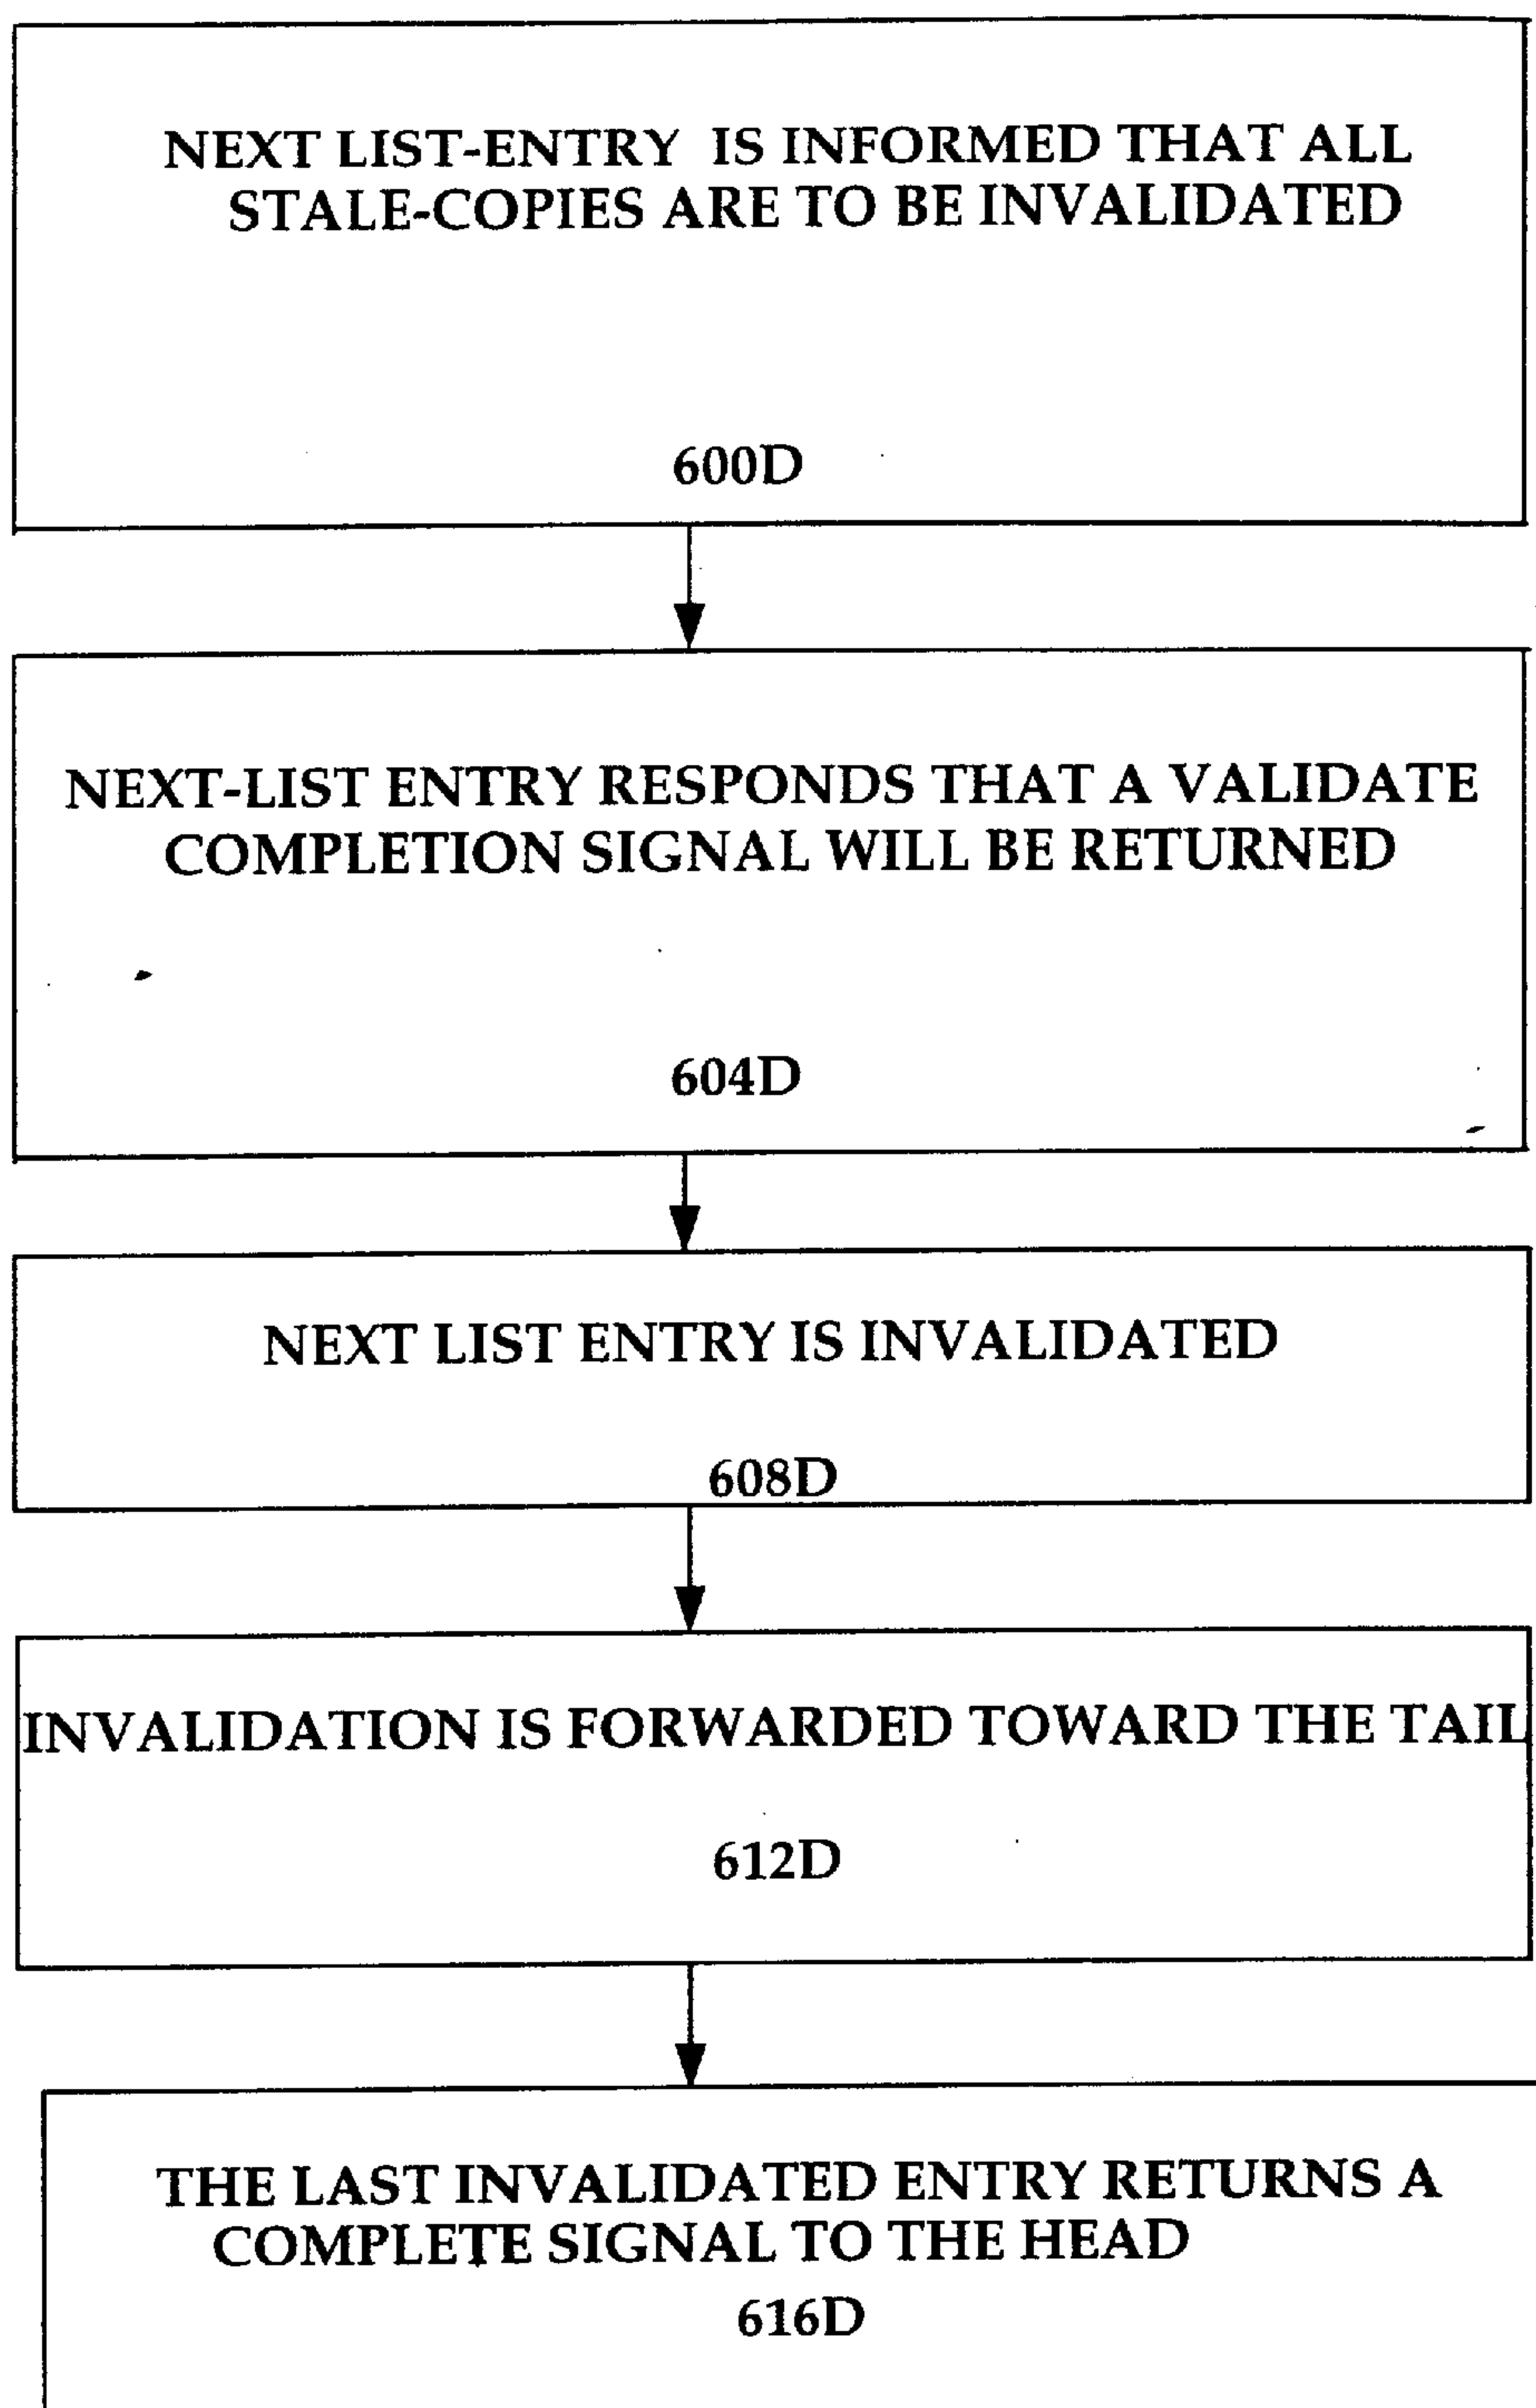 NEXT LIST-ENTRY IS INFORMED THAT ALL
STALE-COPIES ARE TO BE INVALIDATED
600D
NEXT-LIST ENTRY RESPONDS THAT A VALIDATE
COMPLETION SIGNAL WILL BE RETURNED
604D
NEXT LIST ENTRY IS INVALIDATED
608D
INVALIDATION IS FORWARDED TOWARD THE TAIL
612D
THE LAST INVALIDATED ENTRY RETURNS A
COMPLETE SIGNAL TO THE HEAD
616D